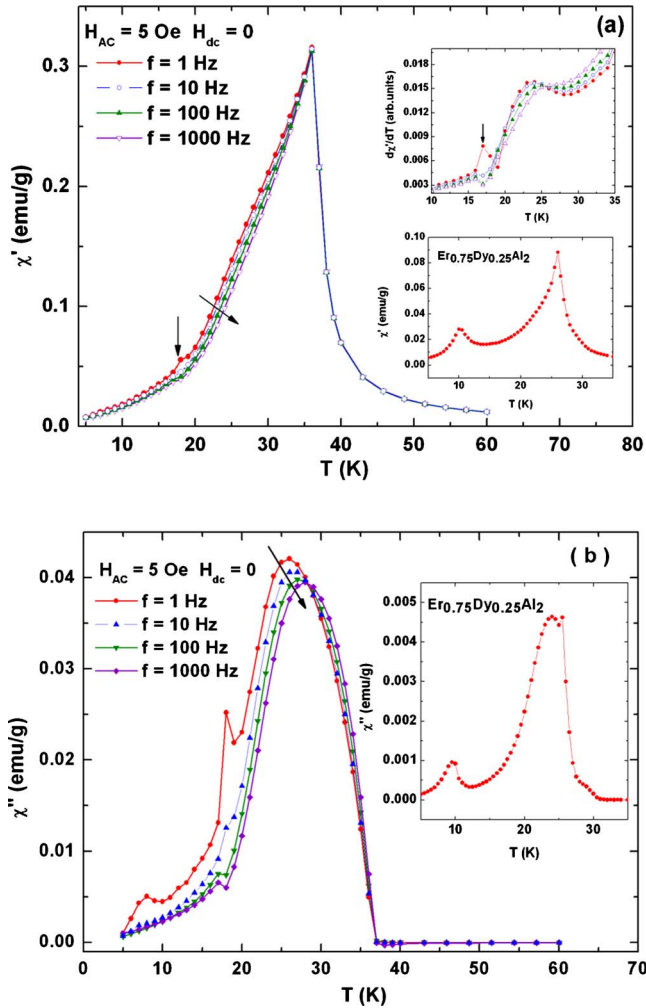 (a)
H_AC = 5 Oe H_dc = 0
f = 1 Hz
f = 10 Hz
f = 100 Hz
f = 1000 Hz
χ' (emu/g)
0.3
0.2
0.1
0.0
0 10 20 30 40 50 60 70 80
T (K)
dχ'/dT (arb.units)
0.018
0.015
0.012
0.009
0.006
0.003
10 15 20 25 30 35
T (K)
Er0.75Dy0.25Al2
χ' (emu/g)
0.10
0.08
0.06
0.04
0.02
0.00
10 20 30
T (K)
( b )
H_AC = 5 Oe H_dc = 0
f = 1 Hz
f = 10 Hz
f = 100 Hz
f = 1000 Hz
χ'' (emu/g)
0.04
0.03
0.02
0.01
0.00
0 10 20 30 40 50 60 70 80
T (K)
Er0.75Dy0.25Al2
χ'' (emu/g)
0.005
0.004
0.003
0.002
0.001
0.000
10 20 30
T (K)